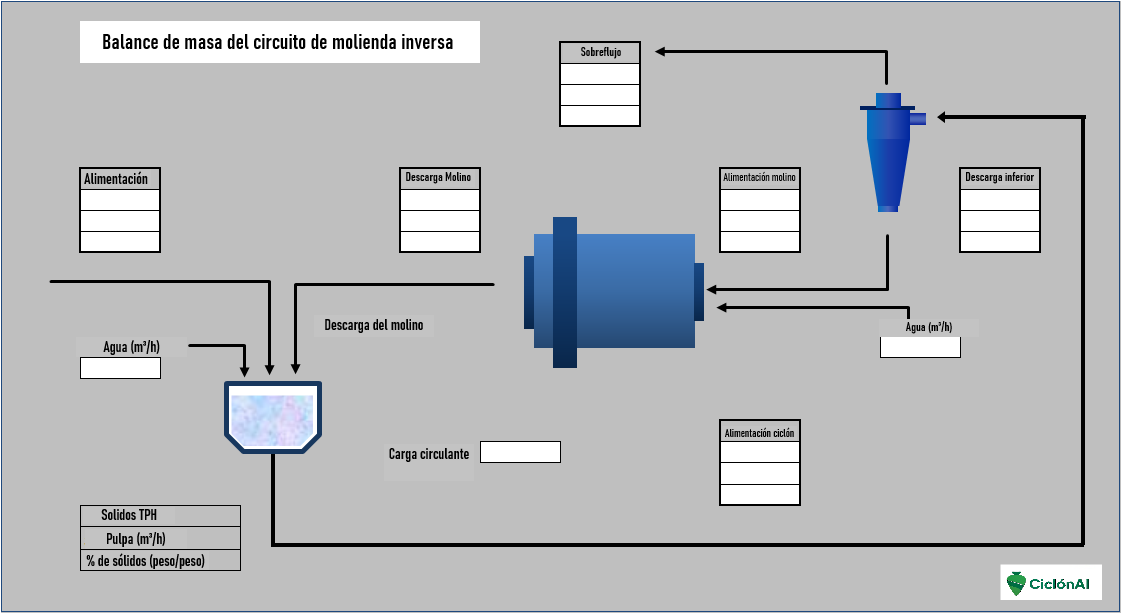 Balance de masa del circuito de molienda inversa
Sobreflujo
Alimentación
Descarga Molino
Alimentación molino
Descarga inferior
Descarga del molino
Agua (m³/h)
Agua (m³/h)
Alimentación ciclón
Carga circulante
Solidos TPH
Pulpa (m³/h)
% de sólidos (peso/peso)
CiclónAI